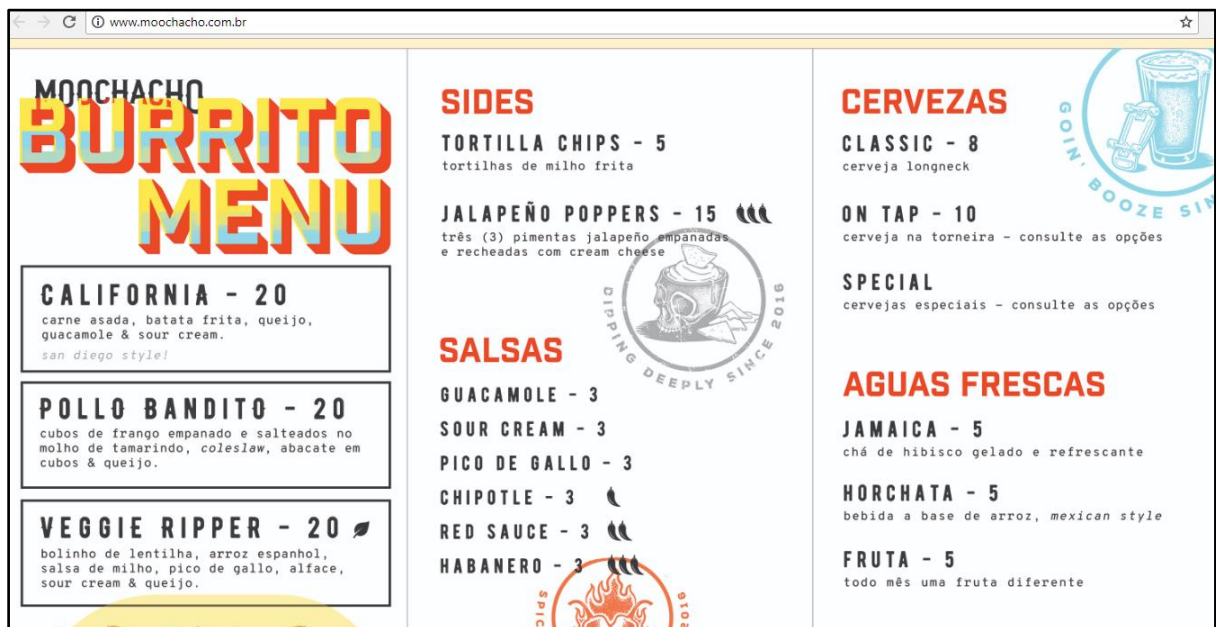 www.moochacho.com.br
MOOCHACHO
BURRITO
MENU
CALIFORNIA - 20
carne asada, batata frita, queijo,
guacamole & sour cream.
san diego style!
POLLO BANDITO - 20
cubos de frango empanado e salteados no
molho de tamarindo, coleslaw, abacate em
cubos & queijo.
VEGGIE RIPPER - 20
bolinho de lentilha, arroz espanhol,
salsa de milho, pico de gallo, alface,
sour cream & queijo.
SIDES
TORTILLA CHIPS - 5
tortilhas de milho frita
JALAPEÑO POPPERS - 15
três (3) pimentas jalapeño empanadas
e recheadas com cream cheese
DIPPING DEEPLY SINCE 2016
SALSAS
GUACAMOLE - 3
SOUR CREAM - 3
PICO DE GALLO - 3
CHIPOTLE - 3
RED SAUCE - 3
HABANERO - 3
CERVEZAS
CLASSIC - 8
cerveja longneck
ON TAP - 10
cerveja na torneira - consulte as opções
SPECIAL
cervejas especiais - consulte as opções
GOIN' BOOZE SIN
AGUAS FRESCAS
JAMAICA - 5
chá de hibisco gelado e refrescante
HORCHATA - 5
bebida a base de arroz, mexican style
FRUTA - 5
todo mês uma fruta diferente